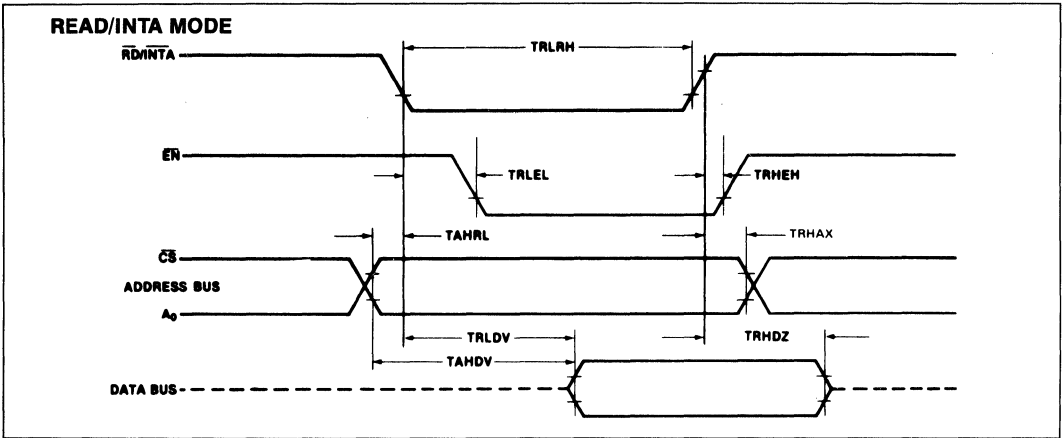 READ/INTA MODE
TRLRH
RD/INTA
EN
TRLEL
TRHEH
TAHRL
TRHAX
CS
ADDRESS BUS
A₀
TRLDV
TRHDZ
TAHDV
DATA BUS